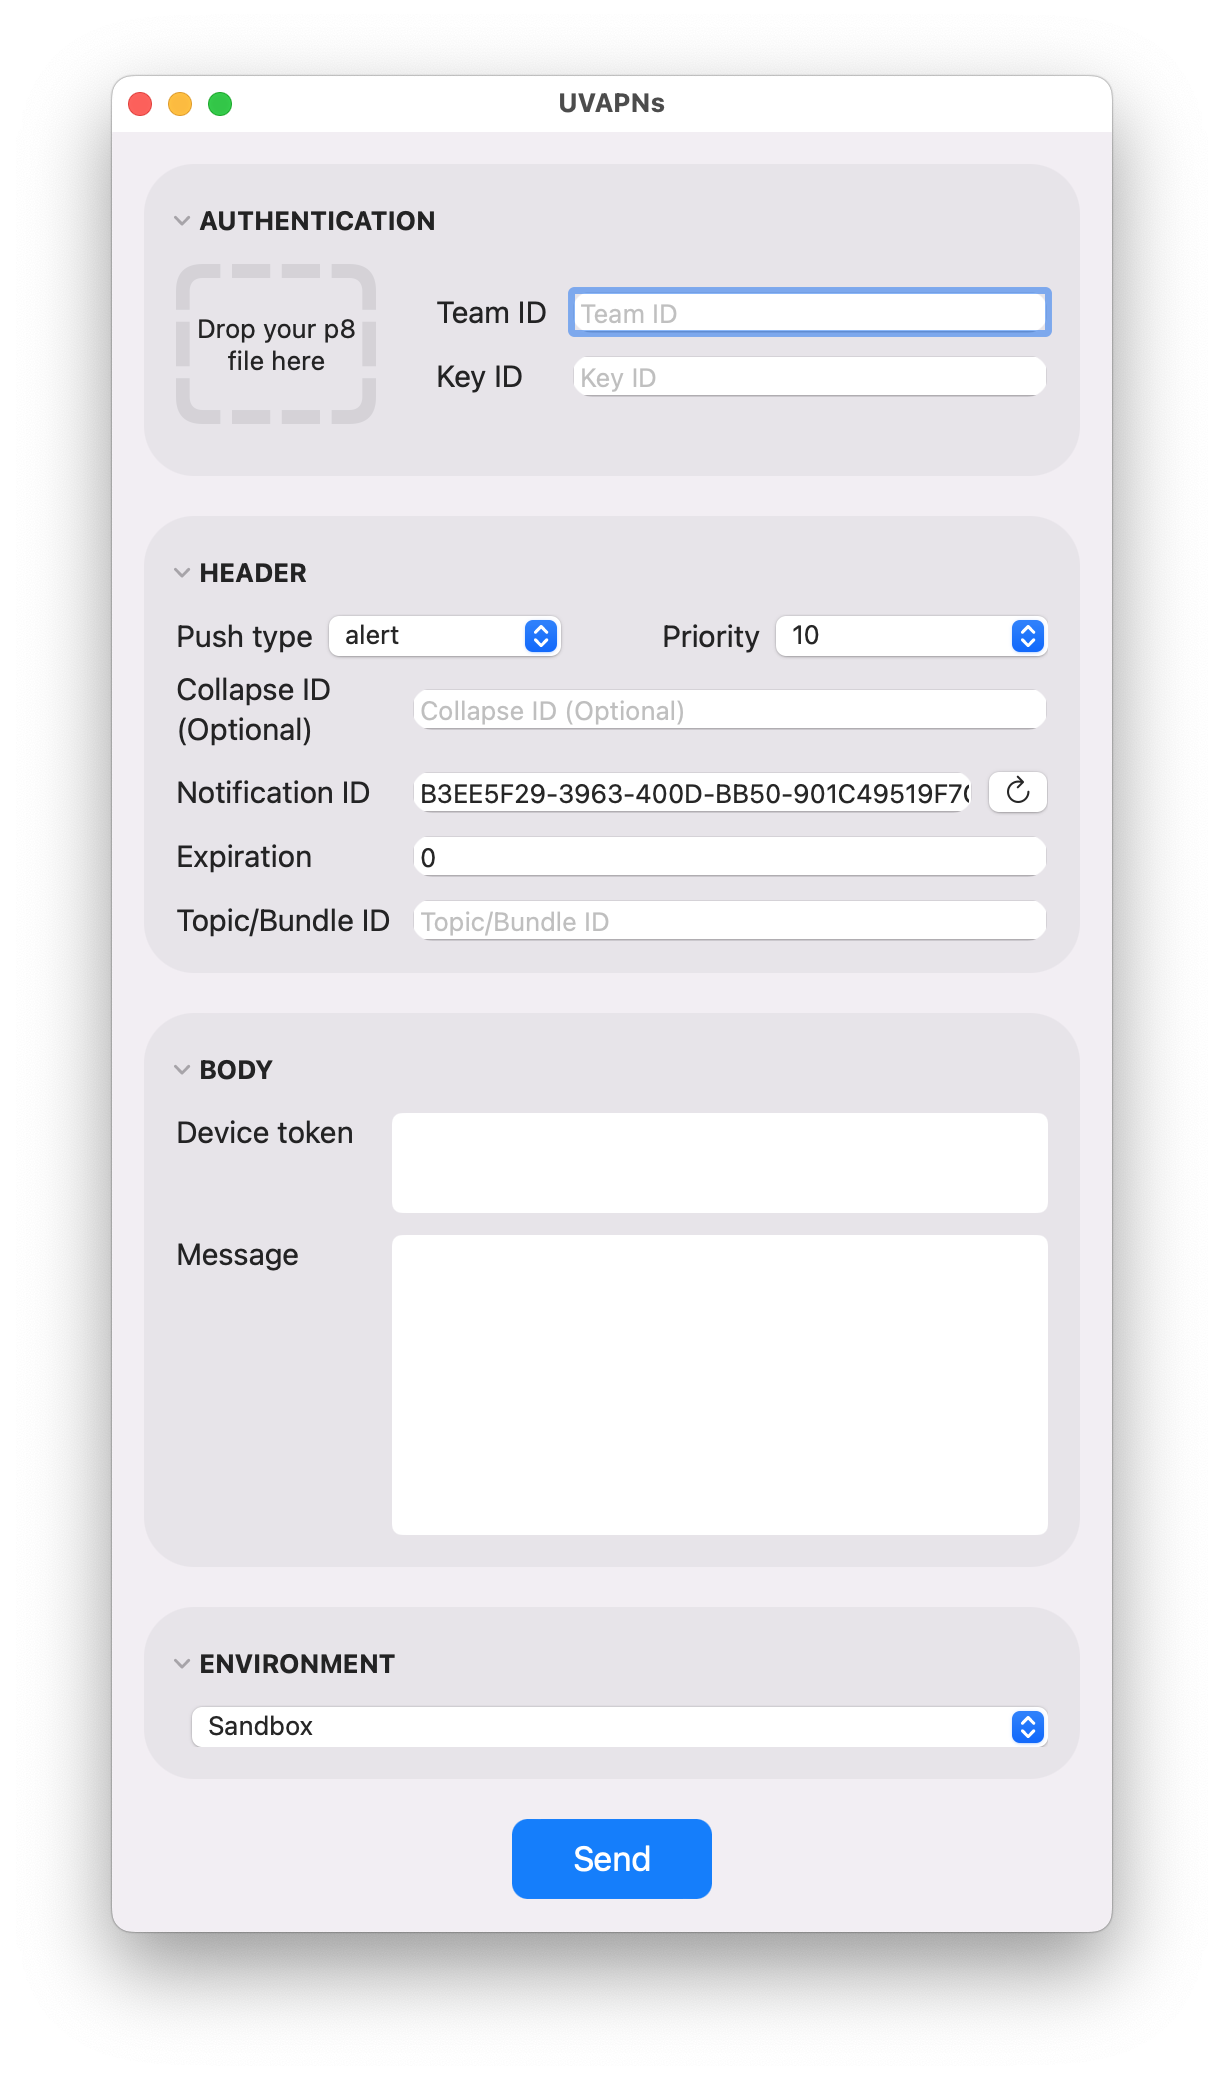 UVAPNs
AUTHENTICATION
Drop your p8
file here
Team ID
Team ID
Key ID
Key ID
HEADER
Push type
alert
Priority
10
Collapse ID
(Optional)
Collapse ID (Optional)
Notification ID
B3EE5F29-3963-400D-BB50-901C49519F7
Expiration
0
Topic/Bundle ID
Topic/Bundle ID
BODY
Device token
Message
ENVIRONMENT
Sandbox
Send